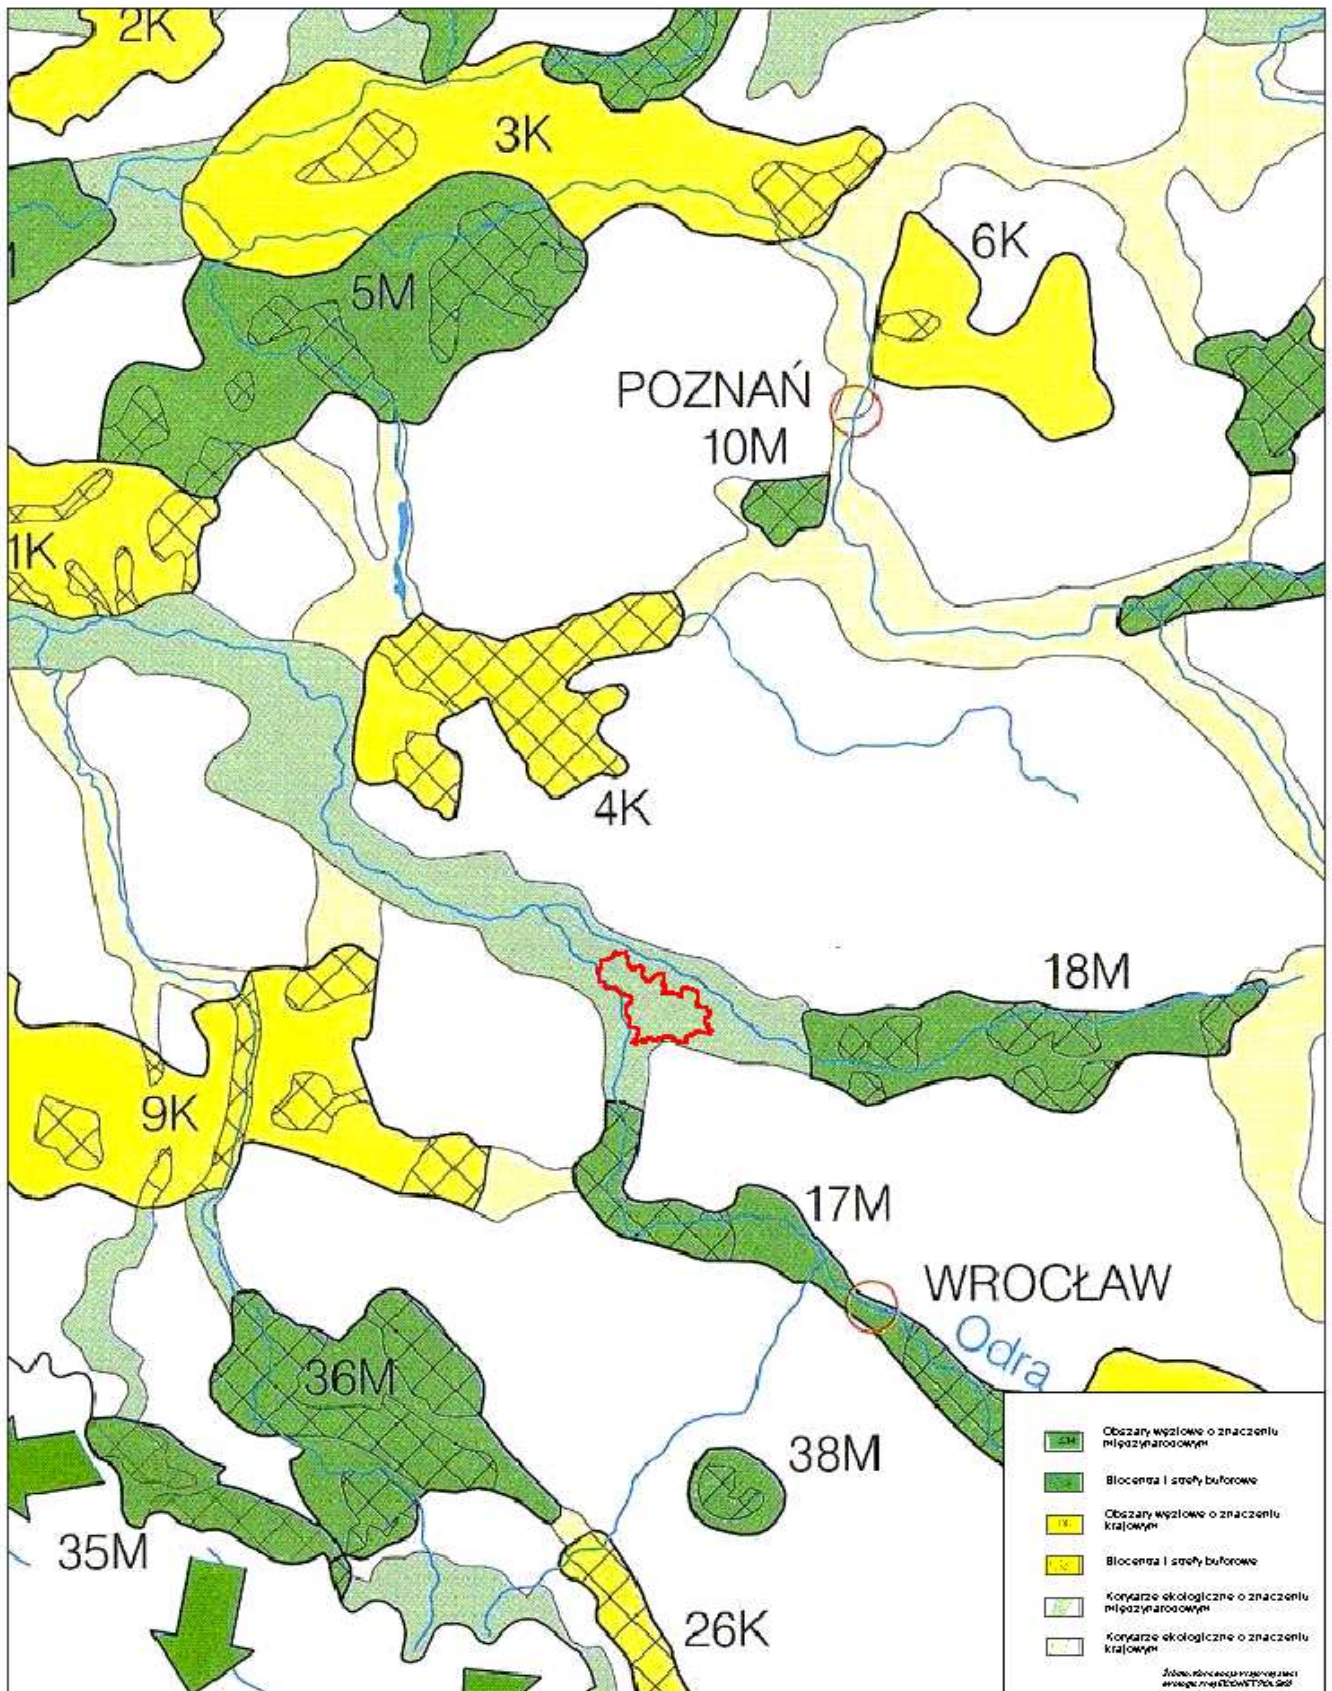 2K
3K
6K
5M
POZNAŃ
10M
1K
4K
18M
9K
17M
WROCŁAW
Odra
36M
38M
35M
26K
Obszary węzłowe o znaczeniu
międzynarodowym
Biocentra i strefy buforowe
Obszary węzłowe o znaczeniu
krajowym
Biocentra i strefy buforowe
Korytarze ekologiczne o znaczeniu
międzynarodowym
Korytarze ekologiczne o znaczeniu
krajowym